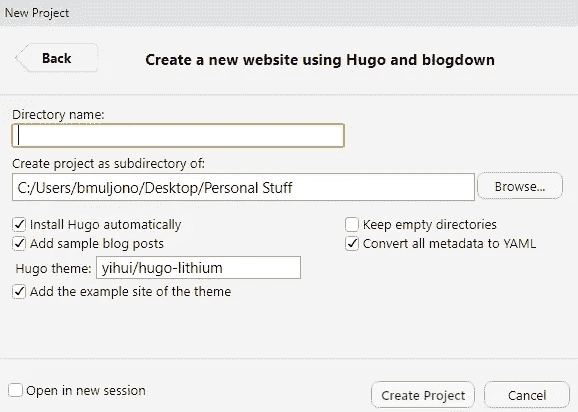 New Project
Back
Create a new website using Hugo and blogdown
Directory name:
Create project as subdirectory of:
C:/Users/bmuljono/Desktop/Personal Stuff
Browse...
Install Hugo automatically
Keep empty directories
Add sample blog posts
Convert all metadata to YAML
Hugo theme: yihui/hugo-lithium
Add the example site of the theme
Open in new session
Create Project
Cancel